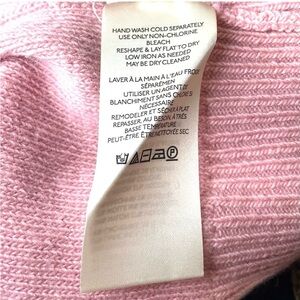 HAND WASH COLD SEPARATELY
USE ONLY NON-CHLORINE
BLEACH
RESHAPE & LAY FLAT TO DRY
LOW IRON AS NEEDED
MAY BE DRY CLEANED
LAVER À LA MAIN À L'EAU FROIDE
SÉPARÉMENT
UTILISER UN AGENT DE
BLANCHIMENT SANS CHLORE SI
NÉCESSAIRE
REMODELER ET SÉCHER À PLAT
REPASSER, AU BESOIN À TRÈS
BASSE TEMPÉRATURE
PEUT-ÊTRE ÊTRE NETTOYÉ SEC
P